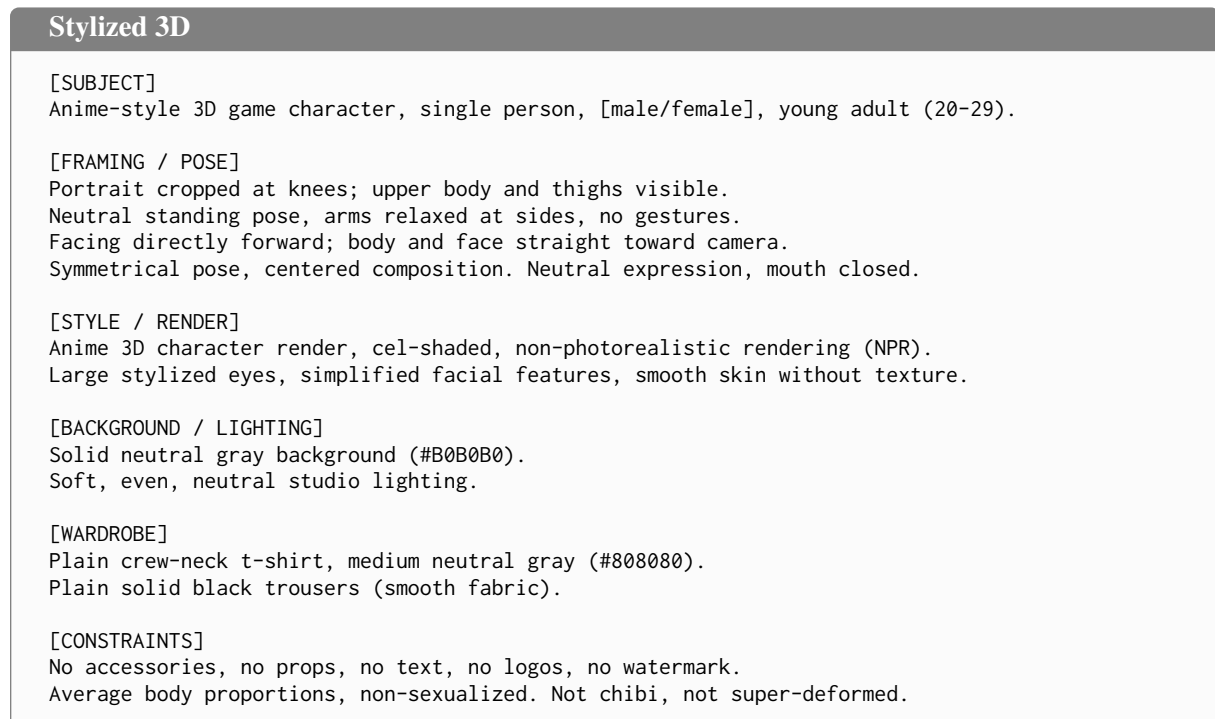 Stylized 3D
[SUBJECT]
Anime-style 3D game character, single person, [male/female], young adult (20-29).
[FRAMING / POSE]
Portrait cropped at knees; upper body and thighs visible.
Neutral standing pose, arms relaxed at sides, no gestures.
Facing directly forward; body and face straight toward camera.
Symmetrical pose, centered composition. Neutral expression, mouth closed.
[STYLE / RENDER]
Anime 3D character render, cel-shaded, non-photorealistic rendering (NPR).
Large stylized eyes, simplified facial features, smooth skin without texture.
[BACKGROUND / LIGHTING]
Solid neutral gray background (#B0B0B0).
Soft, even, neutral studio lighting.
[WARDROBE]
Plain crew-neck t-shirt, medium neutral gray (#808080).
Plain solid black trousers (smooth fabric).
[CONSTRAINTS]
No accessories, no props, no text, no logos, no watermark.
Average body proportions, non-sexualized. Not chibi, not super-deformed.